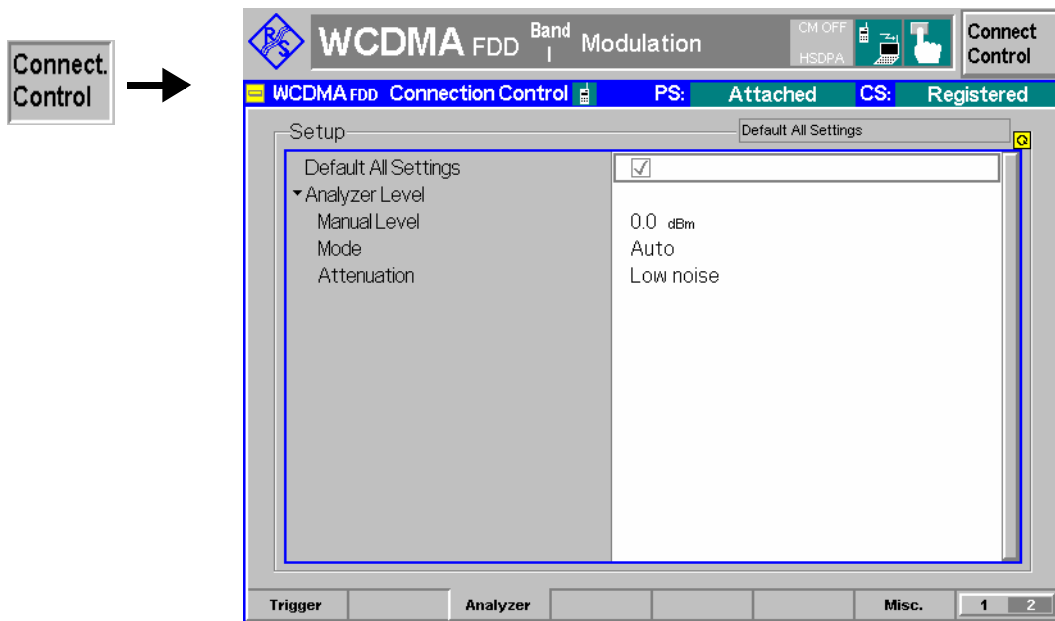 Connect.
Control
R&S
WCDMA FDD Band I Modulation
CM OFF
HSDPA
Connect
Control
WCDMA FDD Connection Control PS: Attached CS: Registered
Setup
Default All Settings
Default All Settings
Analyzer Level
Manual Level 0.0 dBm
Mode Auto
Attenuation Low noise
Trigger Analyzer Misc. 1 2